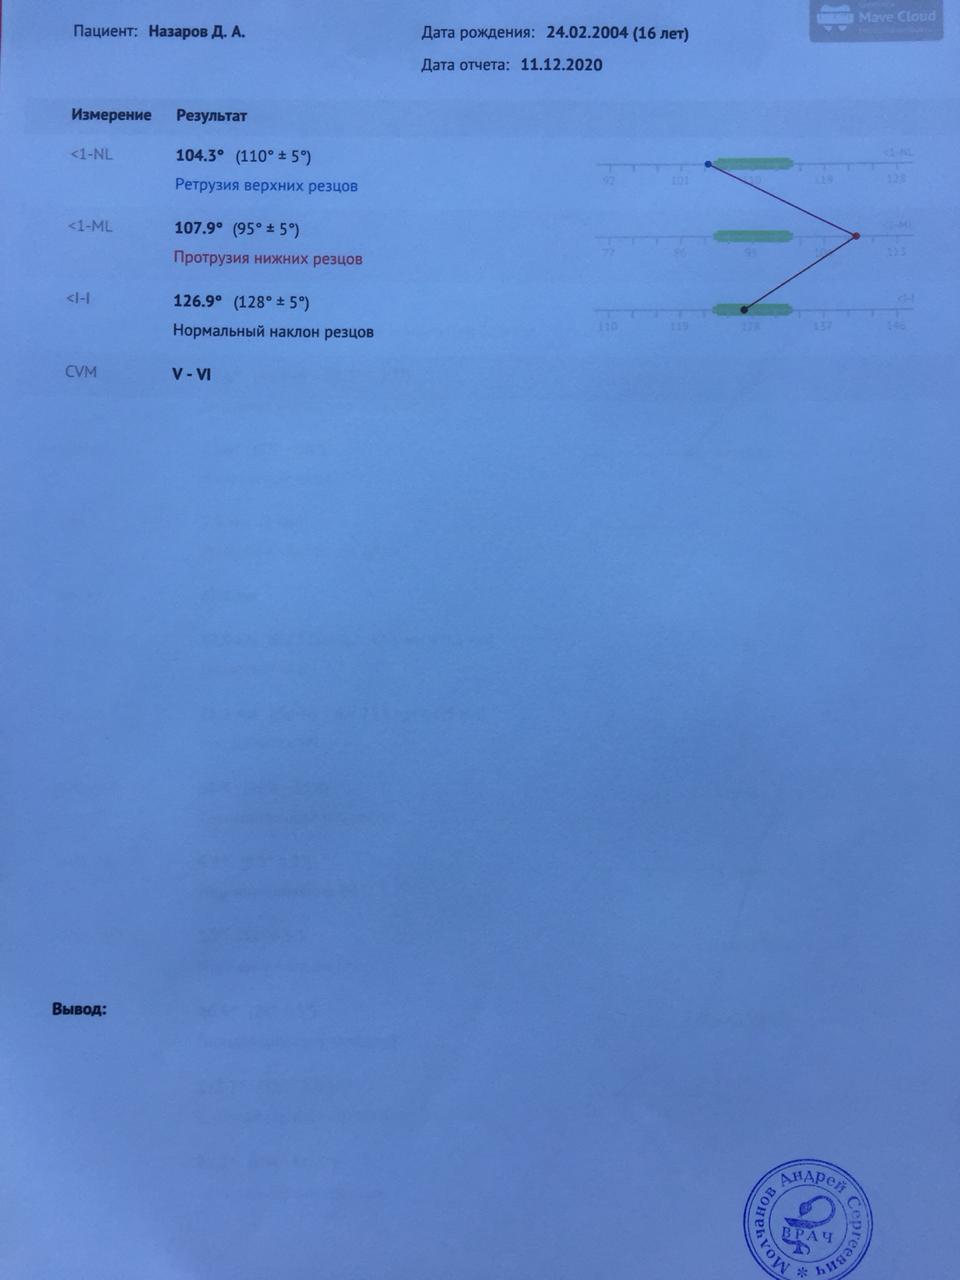 Mave Cloud
Пациент: Назаров Д. А.
Дата рождения: 24.02.2004 (16 лет)
Дата отчета: 11.12.2020
Измерение Результат
<1-NL 104.3° (110° ± 5°)
Ретрузия верхних резцов
<1-NL
92 101 110 119 128
<1-ML 107.9° (95° ± 5°)
Протрузия нижних резцов
<1-ML
77 86 95 113
<I-I 126.9° (128° ± 5°)
Нормальный наклон резцов
<I-I
110 119 128 137 146
CVM V - VI
Вывод:
Молчанов Андрей Сергеевич *
ВРАЧ